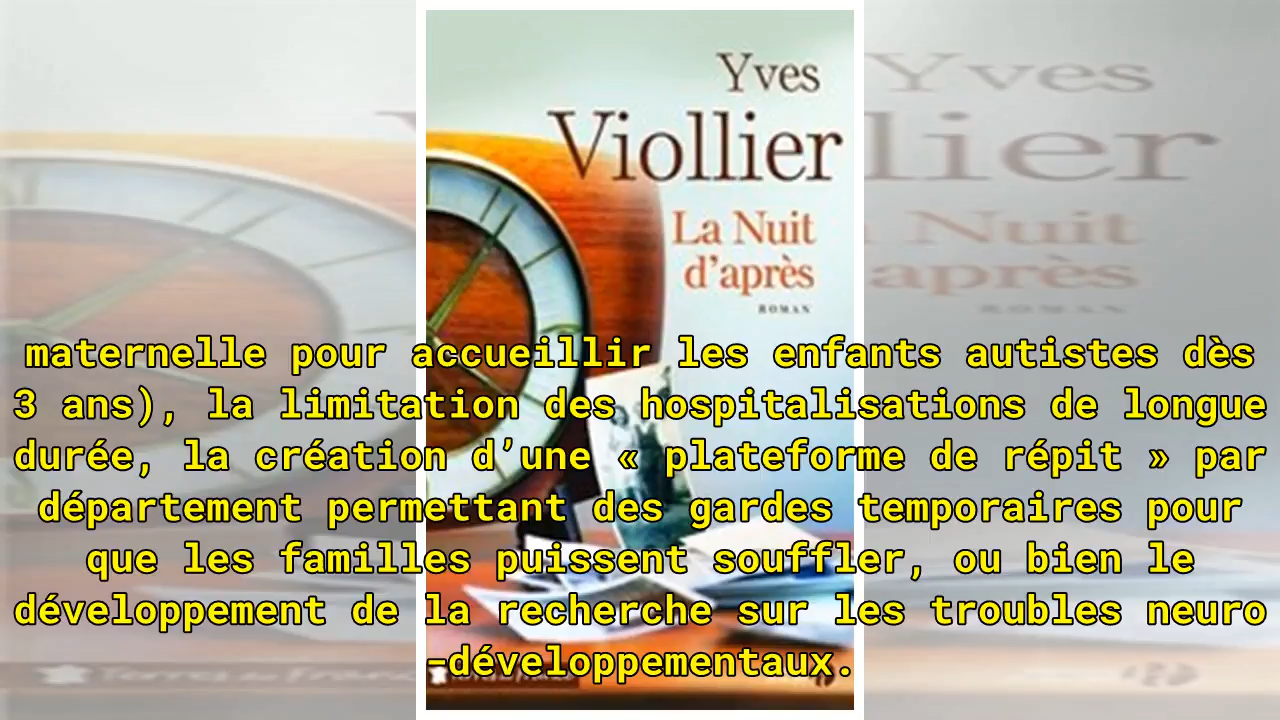 Yves
Viollier
La Nuit
d'après
ROMAN
maternelle pour accueillir les enfants autistes dès
3 ans), la limitation des hospitalisations de longue
durée, la création d’une « plateforme de répit » par
département permettant des gardes temporaires pour
que les familles puissent souffler, ou bien le
développement de la recherche sur les troubles neuro
-développementaux.